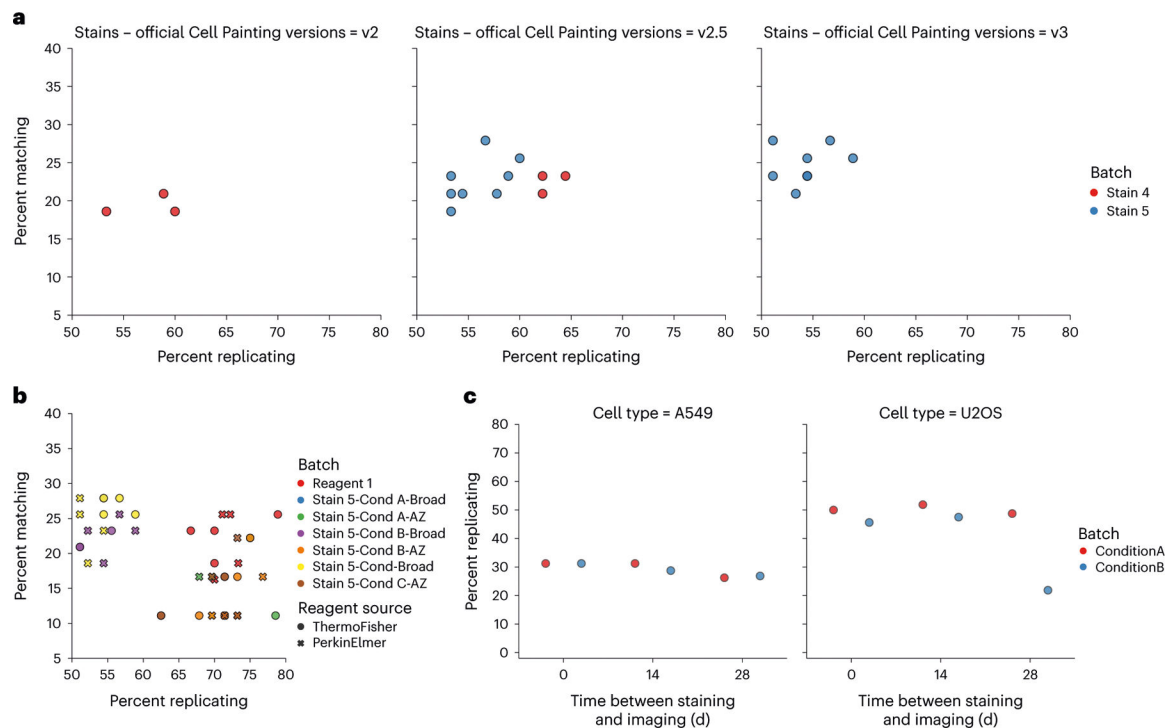 a
Stains – official Cell Painting versions = v2
Stains – offical Cell Painting versions = v2.5
Stains – official Cell Painting versions = v3
40
35
30
25
20
15
10
5
Percent matching
50 55 60 65 70 75 80
50 55 60 65 70 75 80
50 55 60 65 70 75 80
Percent replicating
Percent replicating
Percent replicating
Batch
Stain 4
Stain 5
b
40
35
30
25
20
15
10
5
Percent matching
50 55 60 65 70 75 80
Percent replicating
Batch
Reagent 1
Stain 5-Cond A-Broad
Stain 5-Cond A-AZ
Stain 5-Cond B-Broad
Stain 5-Cond B-AZ
Stain 5-Cond-Broad
Stain 5-Cond C-AZ
Reagent source
ThermoFisher
PerkinElmer
c
Cell type = A549
Cell type = U2OS
80
70
60
50
40
30
20
10
0
Percent replicating
0 14 28
0 14 28
Time between staining
and imaging (d)
Time between staining
and imaging (d)
Batch
ConditionA
ConditionB